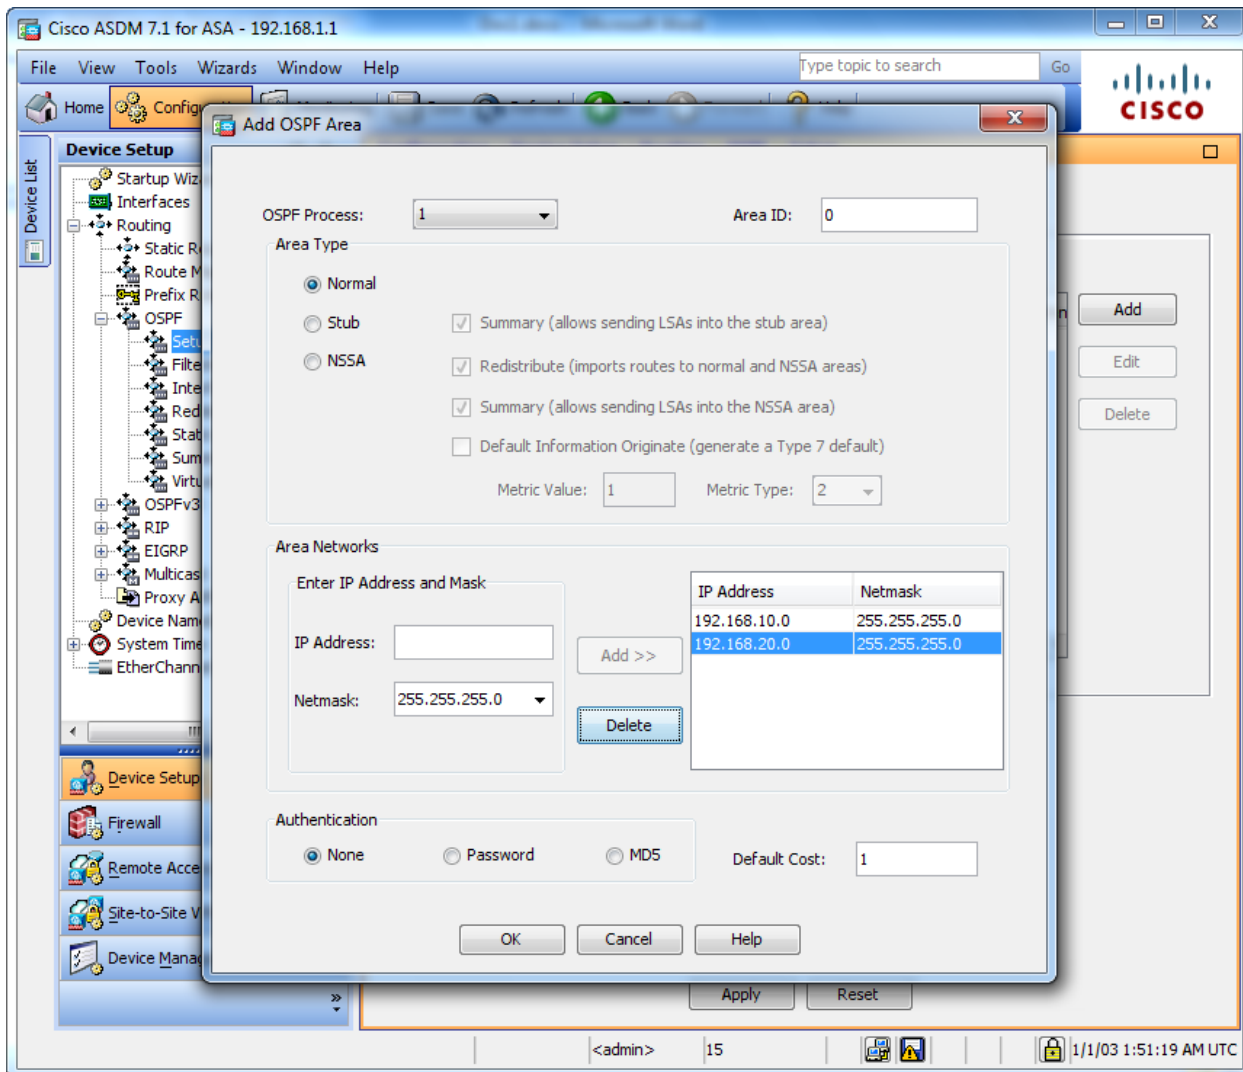 Cisco ASDM 7.1 for ASA - 192.168.1.1
File View Tools Wizards Window Help
Type topic to search
Go
CISCO
Home
Device List
Device Setup
Startup Wiz
Interfaces
Routing
Static R
Route M
Prefix R
OSPF
Setu
Filte
Inte
Red
Stat
Sum
Virtu
OSPFv3
RIP
EIGRP
Multicas
Proxy A
Device Nam
System Time
EtherChann
Device Setup
Firewall
Remote Acce
Site-to-Site V
Device Manag
Add OSPF Area
OSPF Process: 1
Area ID: 0
Area Type
Normal
Stub
Summary (allows sending LSAs into the stub area)
NSSA
Redistribute (imports routes to normal and NSSA areas)
Summary (allows sending LSAs into the NSSA area)
Default Information Originate (generate a Type 7 default)
Metric Value: 1
Metric Type: 2
Area Networks
Enter IP Address and Mask
IP Address:
Netmask: 255.255.255.0
Add >>
Delete
IP Address Netmask
192.168.10.0 255.255.255.0
192.168.20.0 255.255.255.0
Authentication
None Password MD5
Default Cost: 1
OK Cancel Help
Add
Edit
Delete
Apply Reset
<admin> 15
1/1/03 1:51:19 AM UTC